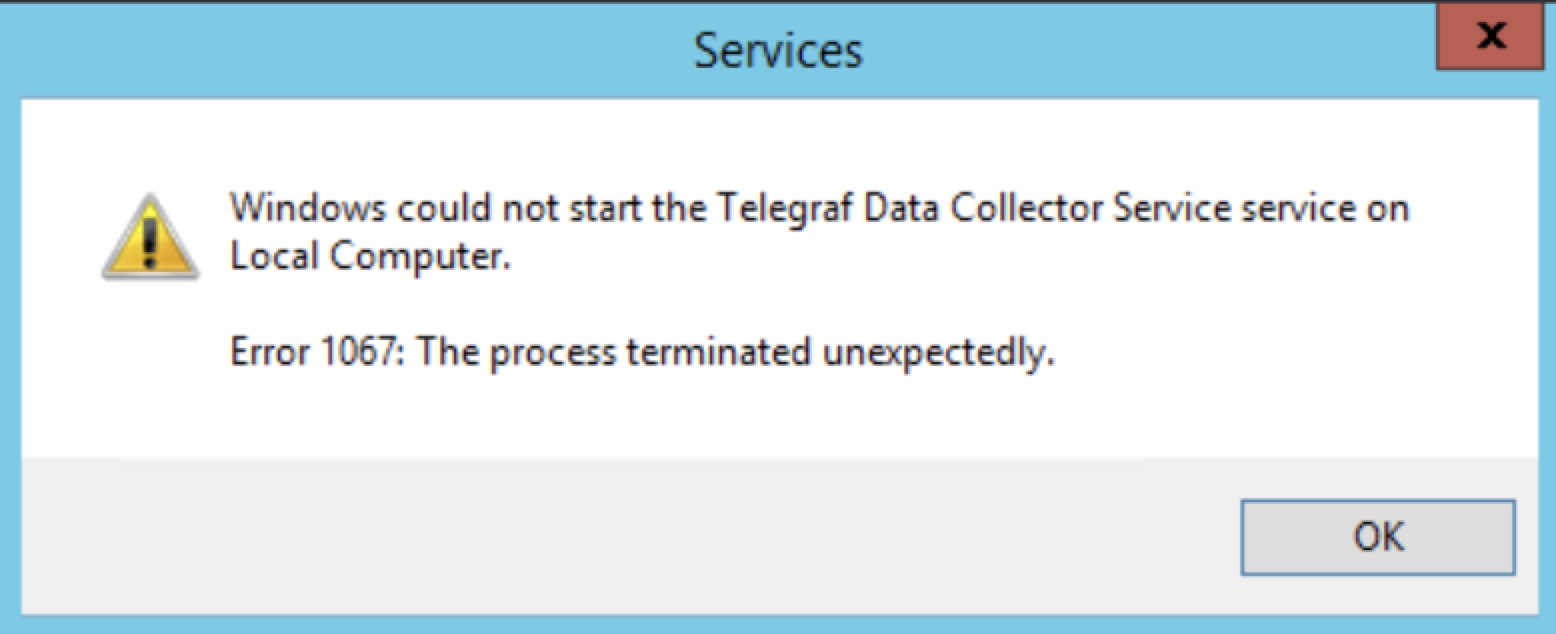 Services
x
Windows could not start the Telegraf Data Collector Service service on
Local Computer.
Error 1067: The process terminated unexpectedly.
OK